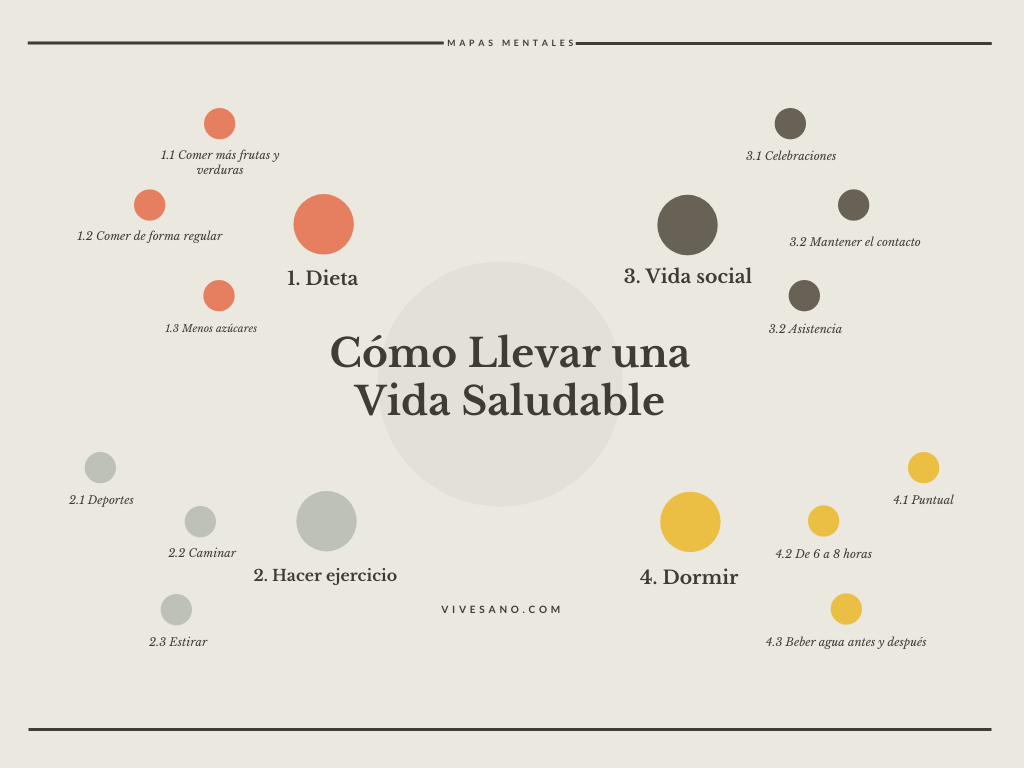 MAPAS MENTALES
1.1 Comer más frutas y
verduras
1.2 Comer de forma regular
1. Dieta
1.3 Menos azúcares
3.1 Celebraciones
3.2 Mantener el contacto
3. Vida social
3.2 Asistencia
Cómo Llevar una
Vida Saludable
2.1 Deportes
2.2 Caminar
2. Hacer ejercicio
2.3 Estirar
4.1 Puntual
4.2 De 6 a 8 horas
4. Dormir
4.3 Beber agua antes y después
VIVESANO.COM